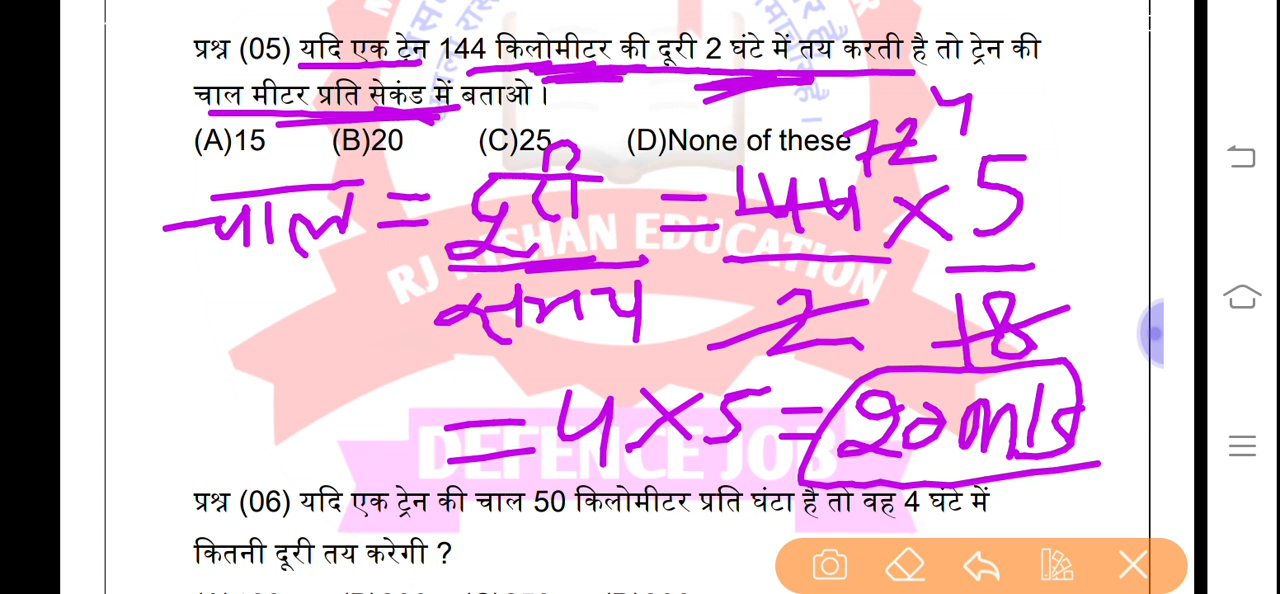 प्रश्न (05) यदि एक ट्रेन 144 किलोमीटर की दूरी 2 घंटे में तय करती है तो ट्रेन की
चाल मीटर प्रति सेकंड में बताओ ।
(A)15 (B)20 (C)25 (D)None of these
72 4
चाल = दूरी = 144 × 5
समय 2 18
= 4 × 5 = 20 m/s
RJ KISHAN EDUCATION
DEFENCE JOB
प्रश्न (06) यदि एक ट्रेन की चाल 50 किलोमीटर प्रति घंटा है तो वह 4 घंटे में
कितनी दूरी तय करेगी ?